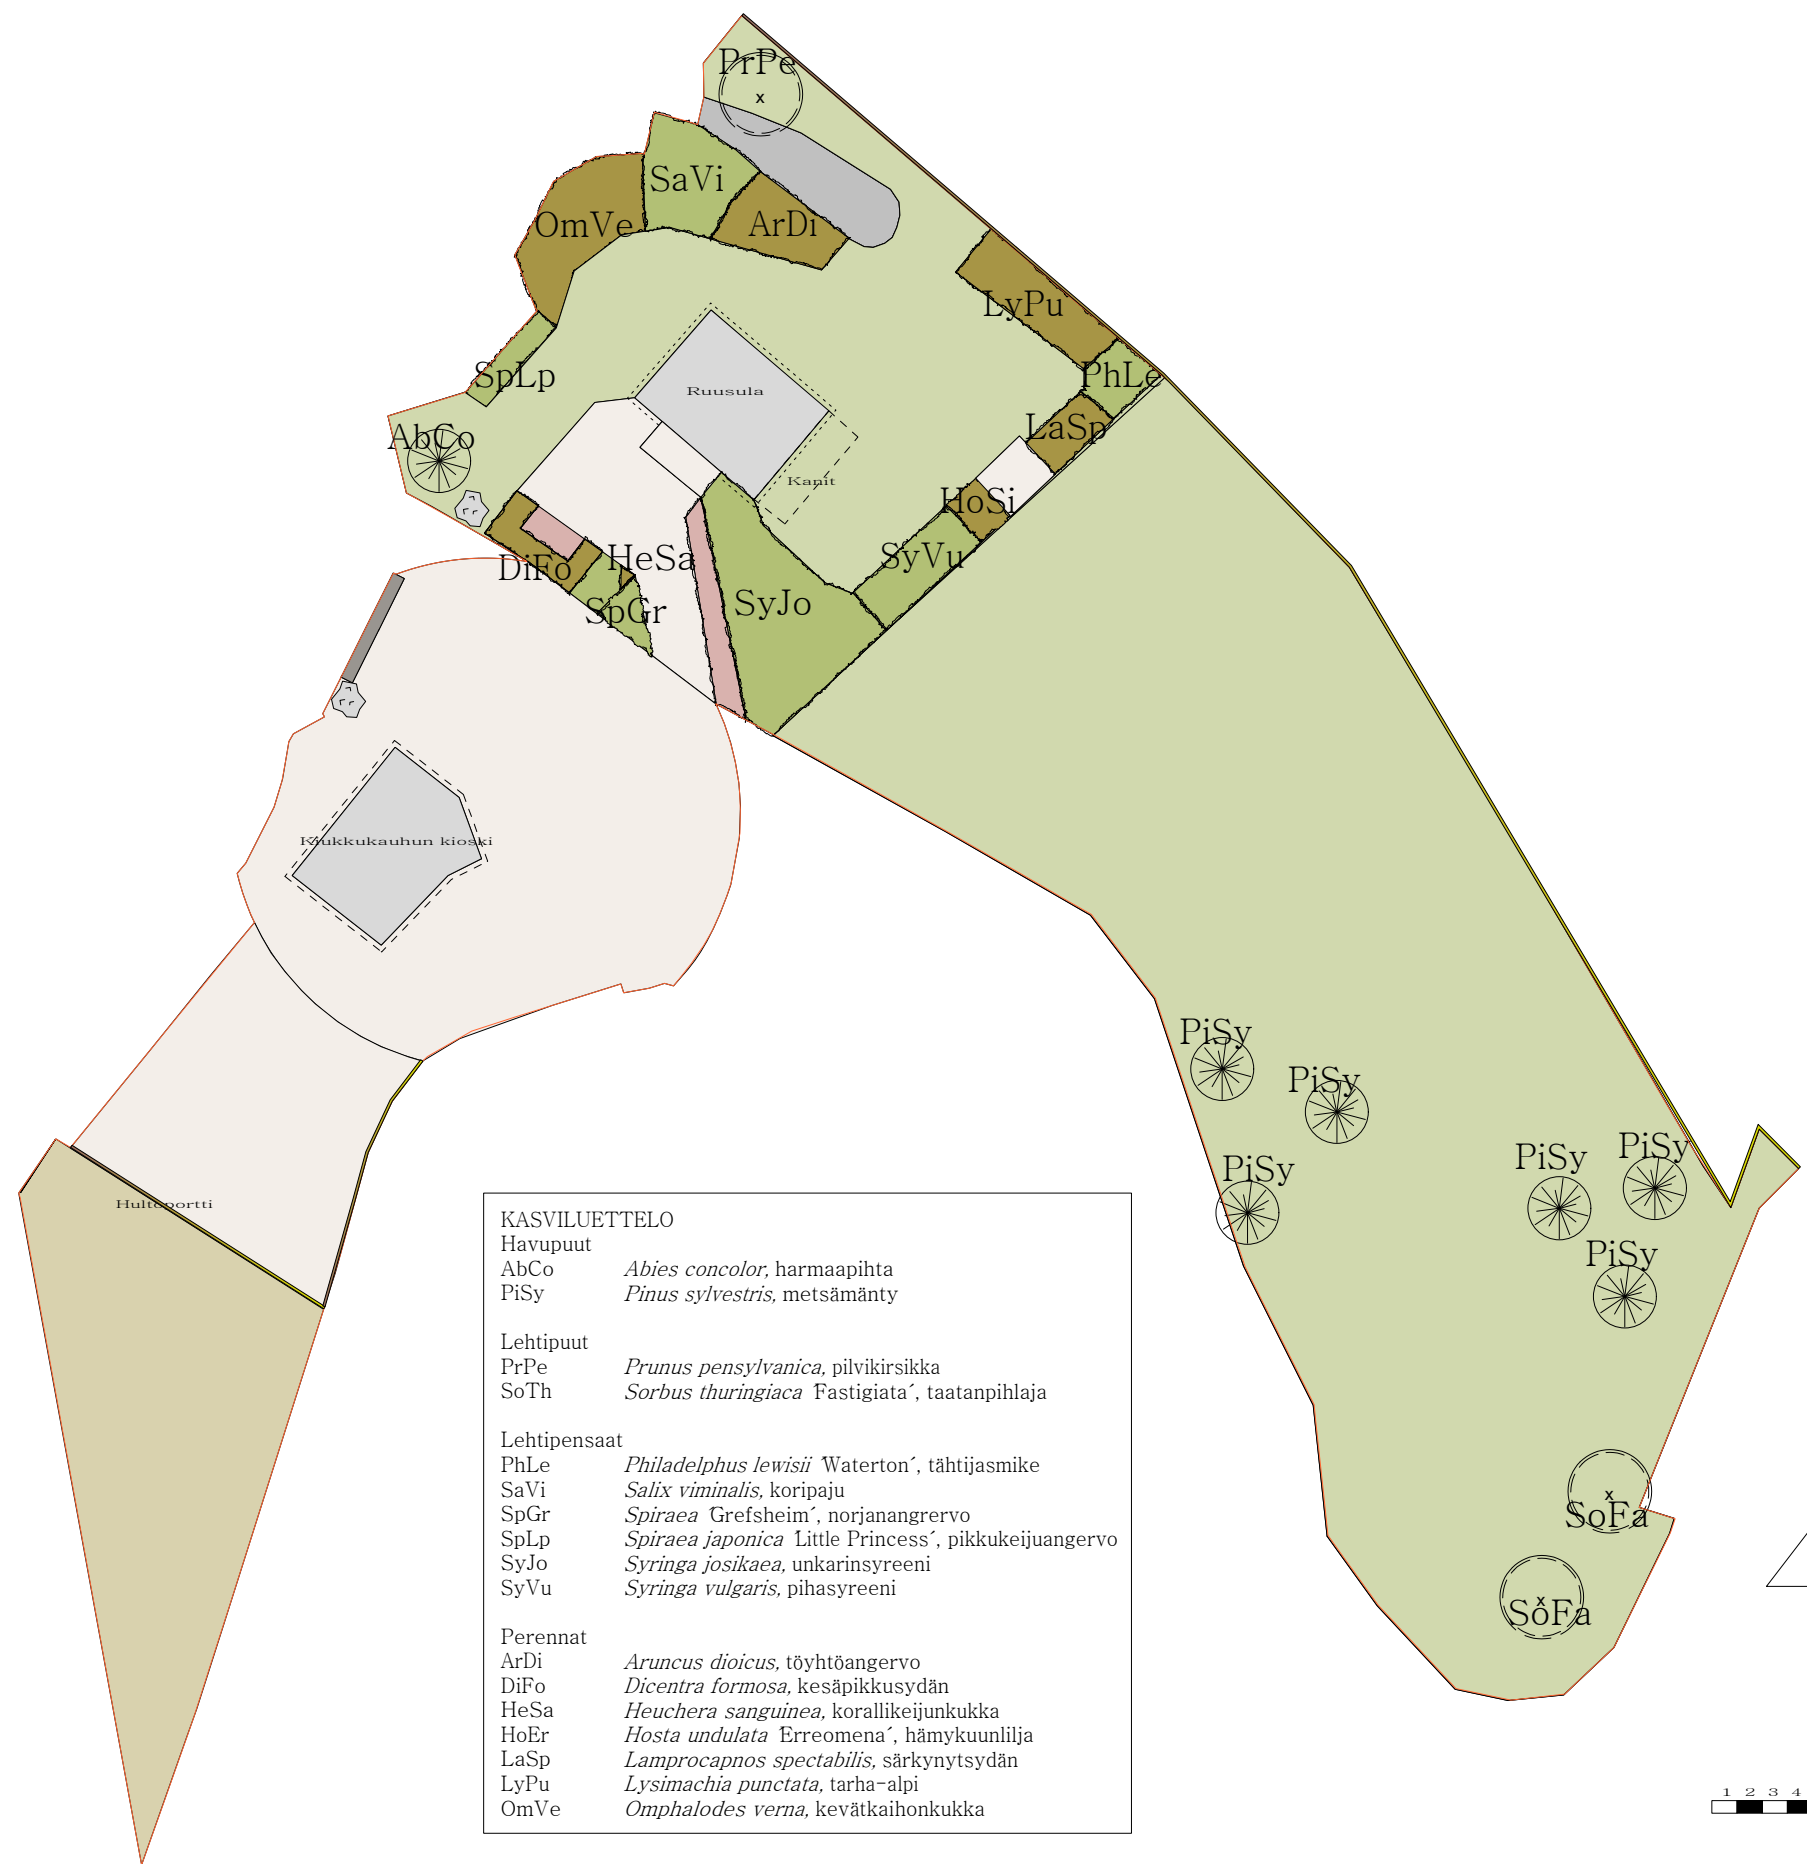 PrPe
SaVi
OmVe
ArDi
LyPu
SpLp
PhLe
Ruusula
AbCo
LaSp
Kanit
HoSi
HeSa
SyVu
DiFo
SpGr
SyJo
Kiukkukauhun kioski
PiSy
PiSy
PiSy
PiSy
PiSy
PiSy
Hultoportti
SoFa
SoFa
KASVILUETTELO
Havupuut
AbCo Abies concolor, harmaapihta
PiSy Pinus sylvestris, metsämänty
Lehtipuut
PrPe Prunus pensylvanica, pilvikirsikka
SoTh Sorbus thuringiaca ´Fastigiata´, taatanpihlaja
Lehtipensaat
PhLe Philadelphus lewisii ´Waterton´, tähtijasmike
SaVi Salix viminalis, koripaju
SpGr Spiraea ´Grefsheim´, norjanangrervo
SpLp Spiraea japonica ´Little Princess´, pikkukeijuangervo
SyJo Syringa josikaea, unkarinsyreeni
SyVu Syringa vulgaris, pihasyreeni
Perennat
ArDi Aruncus dioicus, töyhtöangervo
DiFo Dicentra formosa, kesäpikkusydän
HeSa Heuchera sanguinea, korallikeijunkukka
HoEr Hosta undulata ´Erreomena´, hämykuunlilja
LaSp Lamprocapnos spectabilis, särkynytsydän
LyPu Lysimachia punctata, tarha-alpi
OmVe Omphalodes verna, kevätkaihonkukka
1 2 3 4